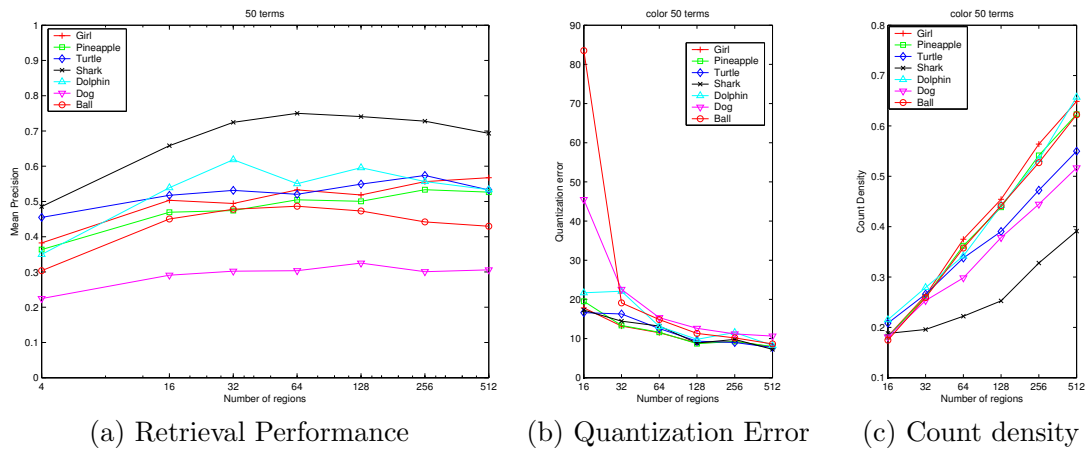 50 terms
1
0.9
0.8
0.7
0.6
0.5
0.4
0.3
0.2
0.1
0
Mean Precision
Girl
Pineapple
Turtle
Shark
Dolphin
Dog
Ball
4 16 32 64 128 256 512
Number of regions
(a) Retrieval Performance
color 50 terms
90
80
70
60
50
40
30
20
10
0
Quantization error
Girl
Pineapple
Turtle
Shark
Dolphin
Dog
Ball
16 32 64 128 256 512
Number of regions
(b) Quantization Error
color 50 terms
0.8
0.7
0.6
0.5
0.4
0.3
0.2
0.1
Count Density
Girl
Pineapple
Turtle
Shark
Dolphin
Dog
Ball
16 32 64 128 256 512
Number of regions
(c) Count density